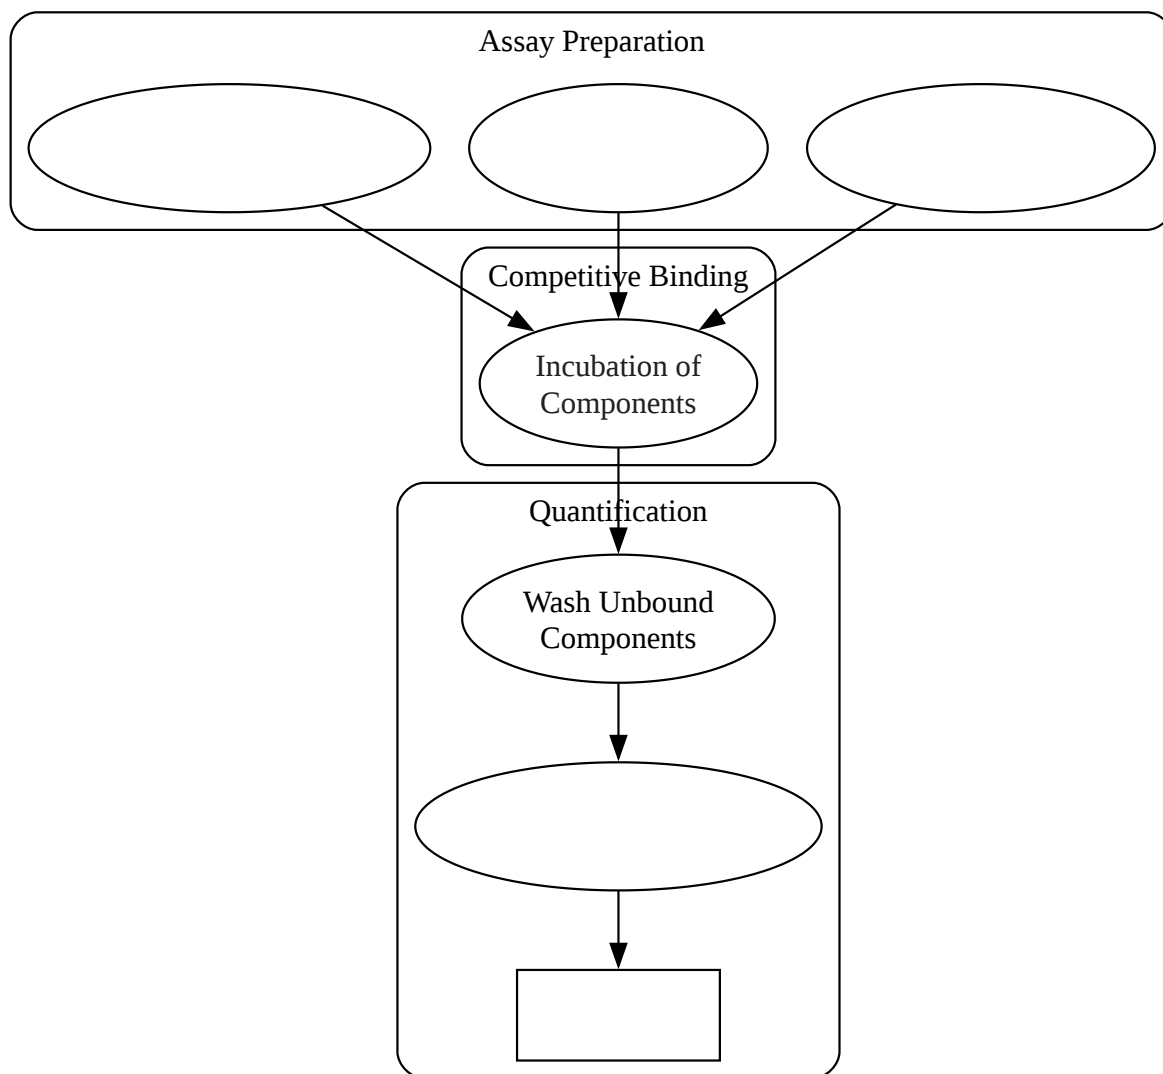 Assay Preparation
Competitive Binding
Incubation of
Components
Quantification
Wash Unbound
Components